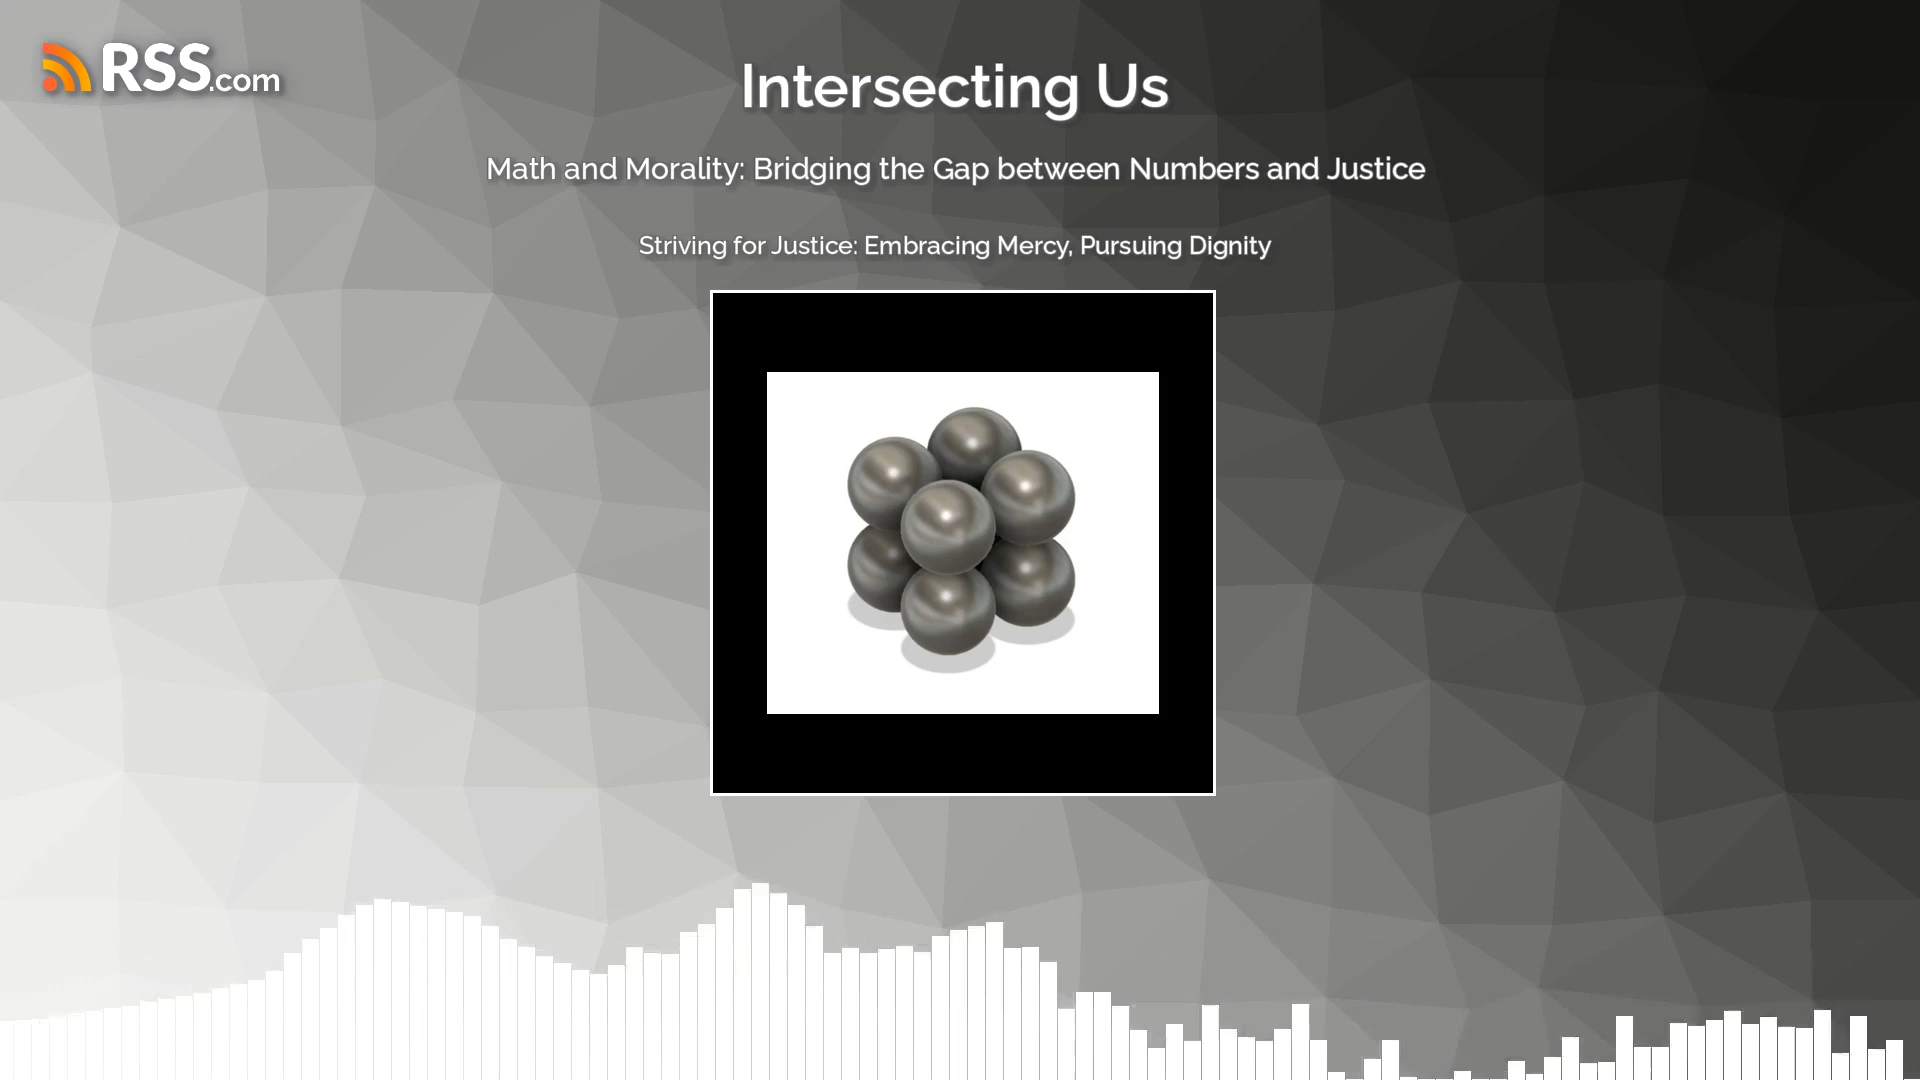 RSS.com
Intersecting Us
Math and Morality: Bridging the Gap between Numbers and Justice
Striving for Justice: Embracing Mercy, Pursuing Dignity